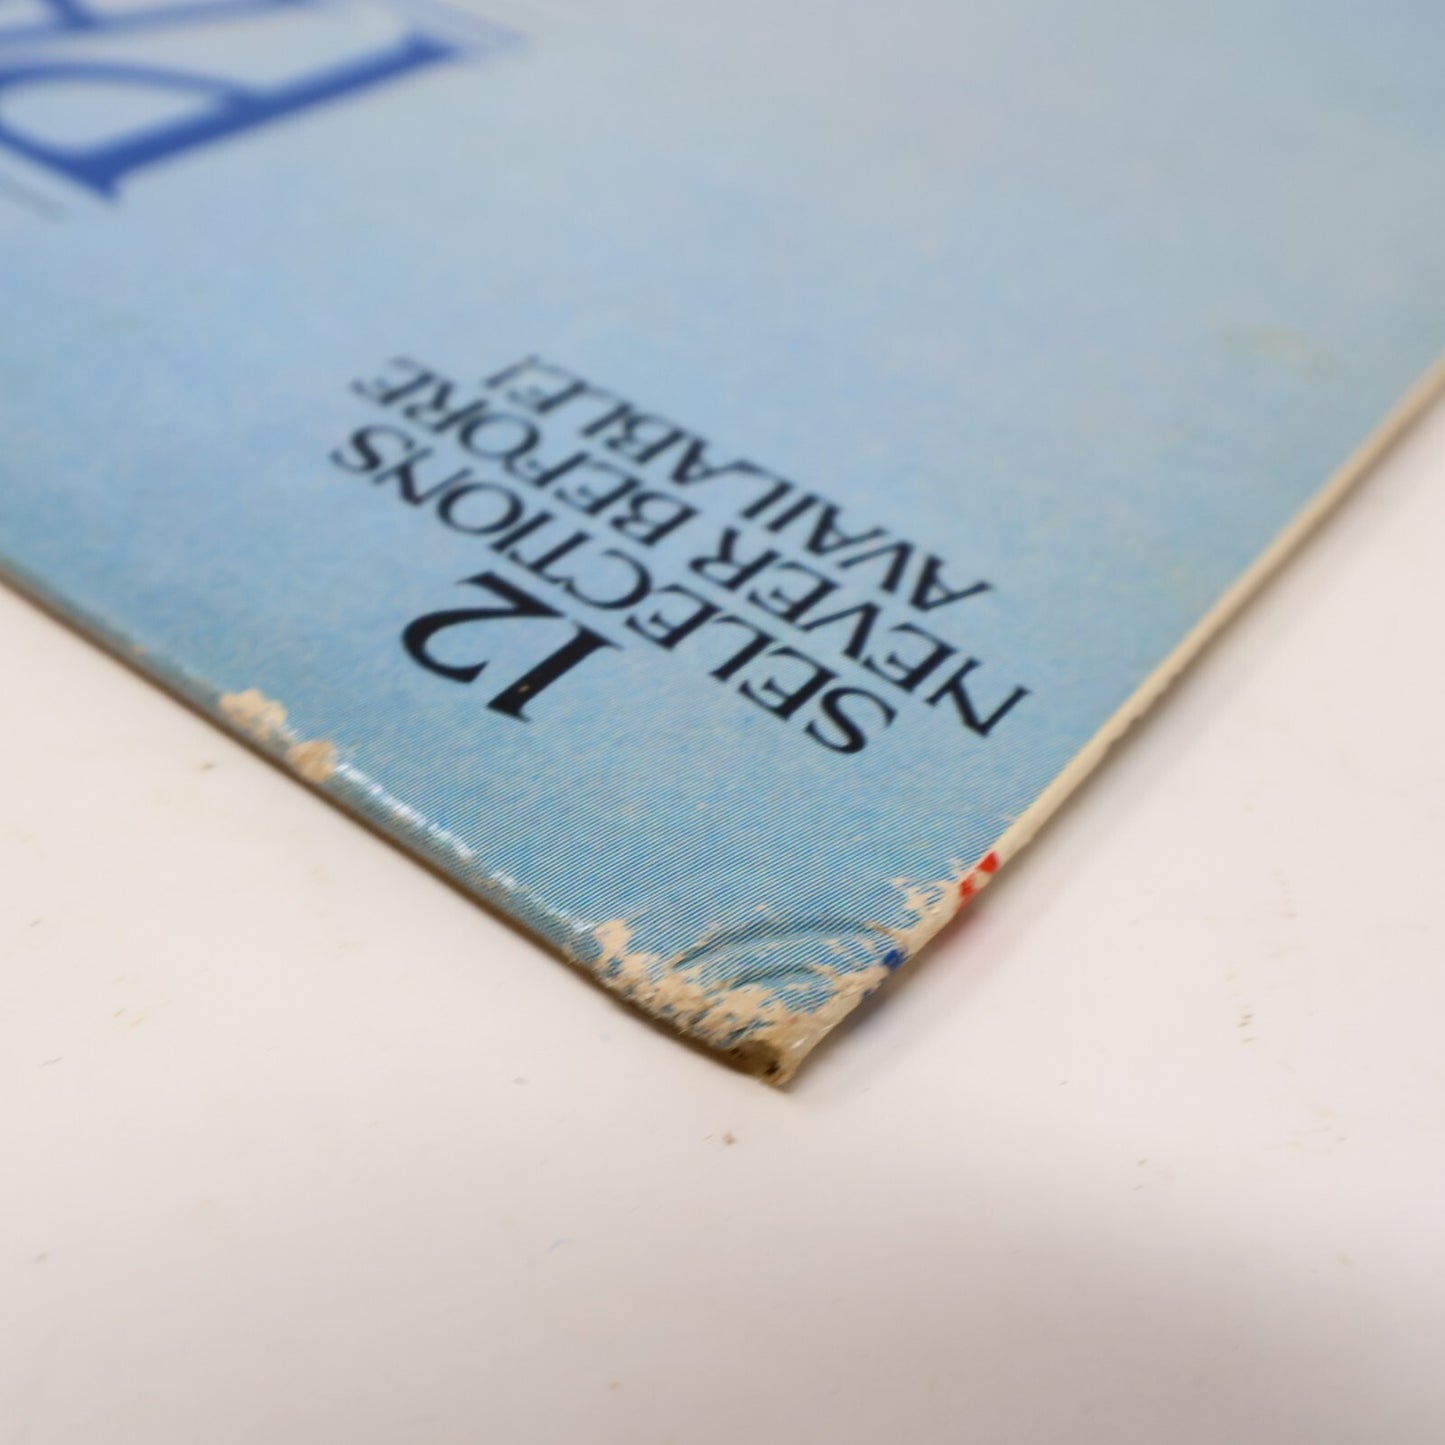 12
SELECTIONS
NEVER BEFORE
AVAILABLE!